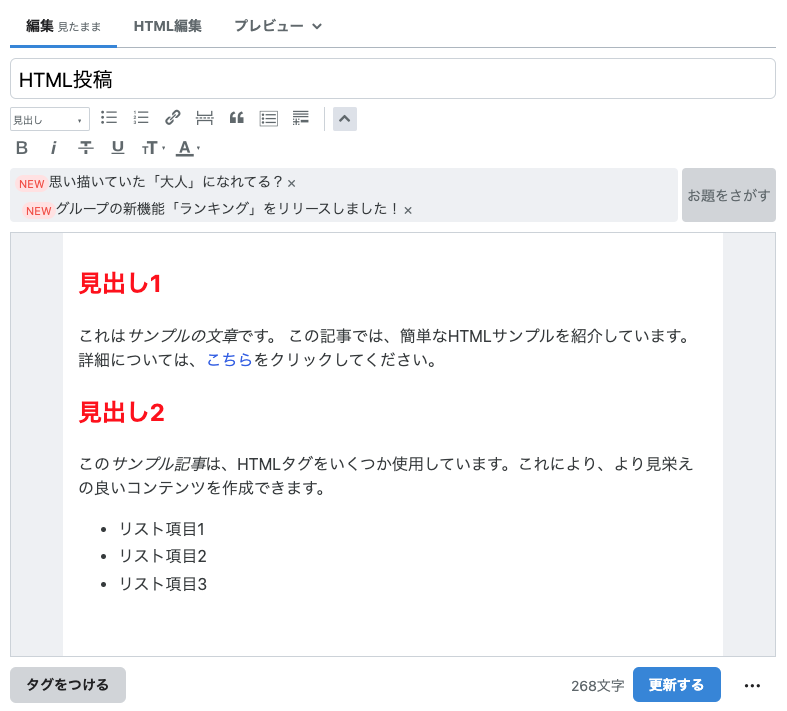 編集 見たまま HTML編集 プレビュー
HTML投稿
見出し
B i T U tT A
NEW 思い描いていた「大人」になれてる？ ×
NEW グループの新機能「ランキング」をリリースしました！ ×
お題をさがす
見出し1
これはサンプルの文章です。 この記事では、簡単なHTMLサンプルを紹介しています。
詳細については、こちらをクリックしてください。
見出し2
このサンプル記事は、HTMLタグをいくつか使用しています。これにより、より見栄え
の良いコンテンツを作成できます。
• リスト項目1
• リスト項目2
• リスト項目3
タグをつける 268文字 更新する ...